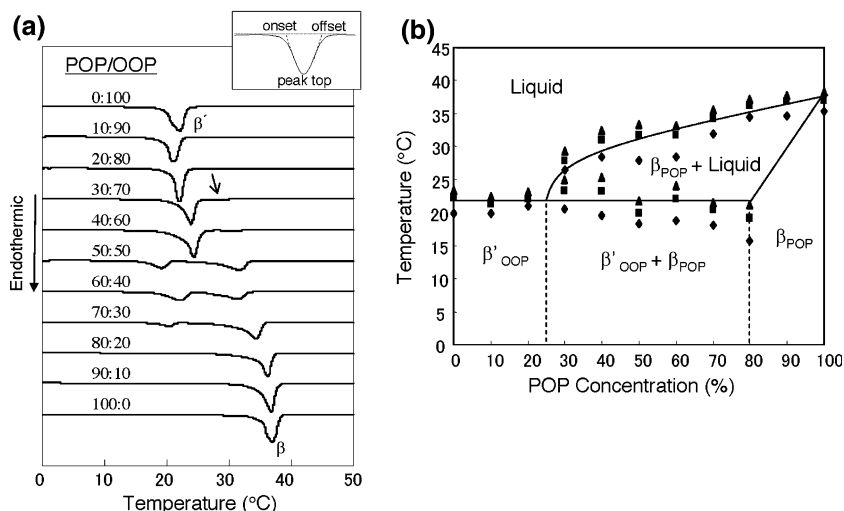 (a)
onset offset
peak top
POP/OOP
0:100
β´
10:90
20:80
30:70
40:60
50:50
60:40
70:30
80:20
90:10
100:0
β
Endothermic
0 10 20 30 40 50
Temperature (°C)
(b)
45
40
35
30
25
20
15
10
5
0
Temperature (°C)
Liquid
βPOP + Liquid
β'OOP
β'OOP + βPOP
βPOP
0 10 20 30 40 50 60 70 80 90 100
POP Concentration (%)